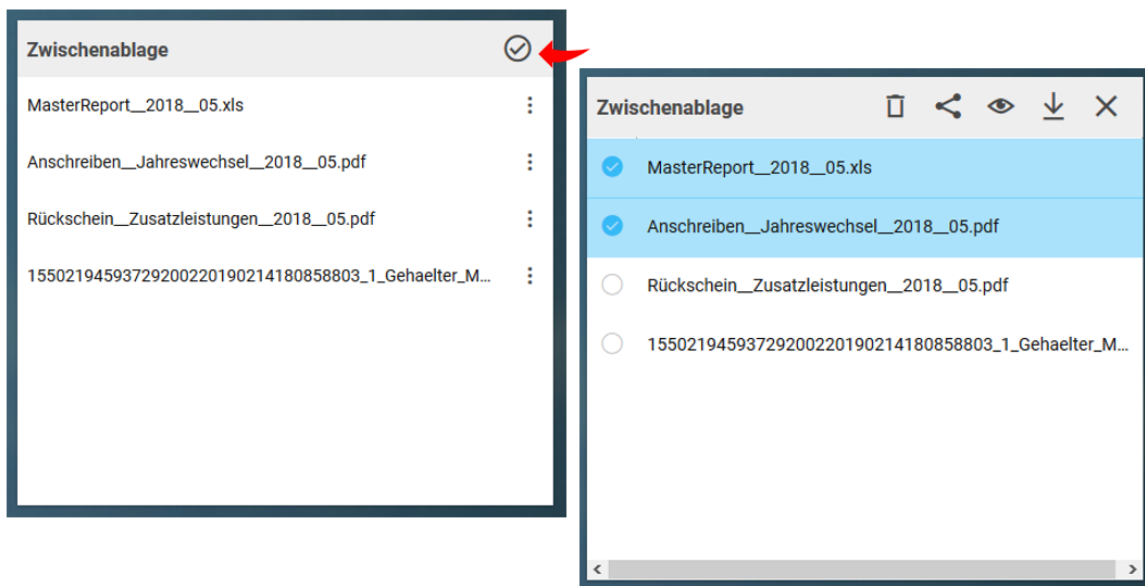 Zwischenablage
MasterReport__2018__05.xls
Anschreiben__Jahreswechsel__2018__05.pdf
Rückschein__Zusatzleistungen__2018__05.pdf
15502194593729200220190214180858803_1_Gehaelter_M...
Zwischenablage
MasterReport__2018__05.xls
Anschreiben__Jahreswechsel__2018__05.pdf
Rückschein__Zusatzleistungen__2018__05.pdf
15502194593729200220190214180858803_1_Gehaelter_M...